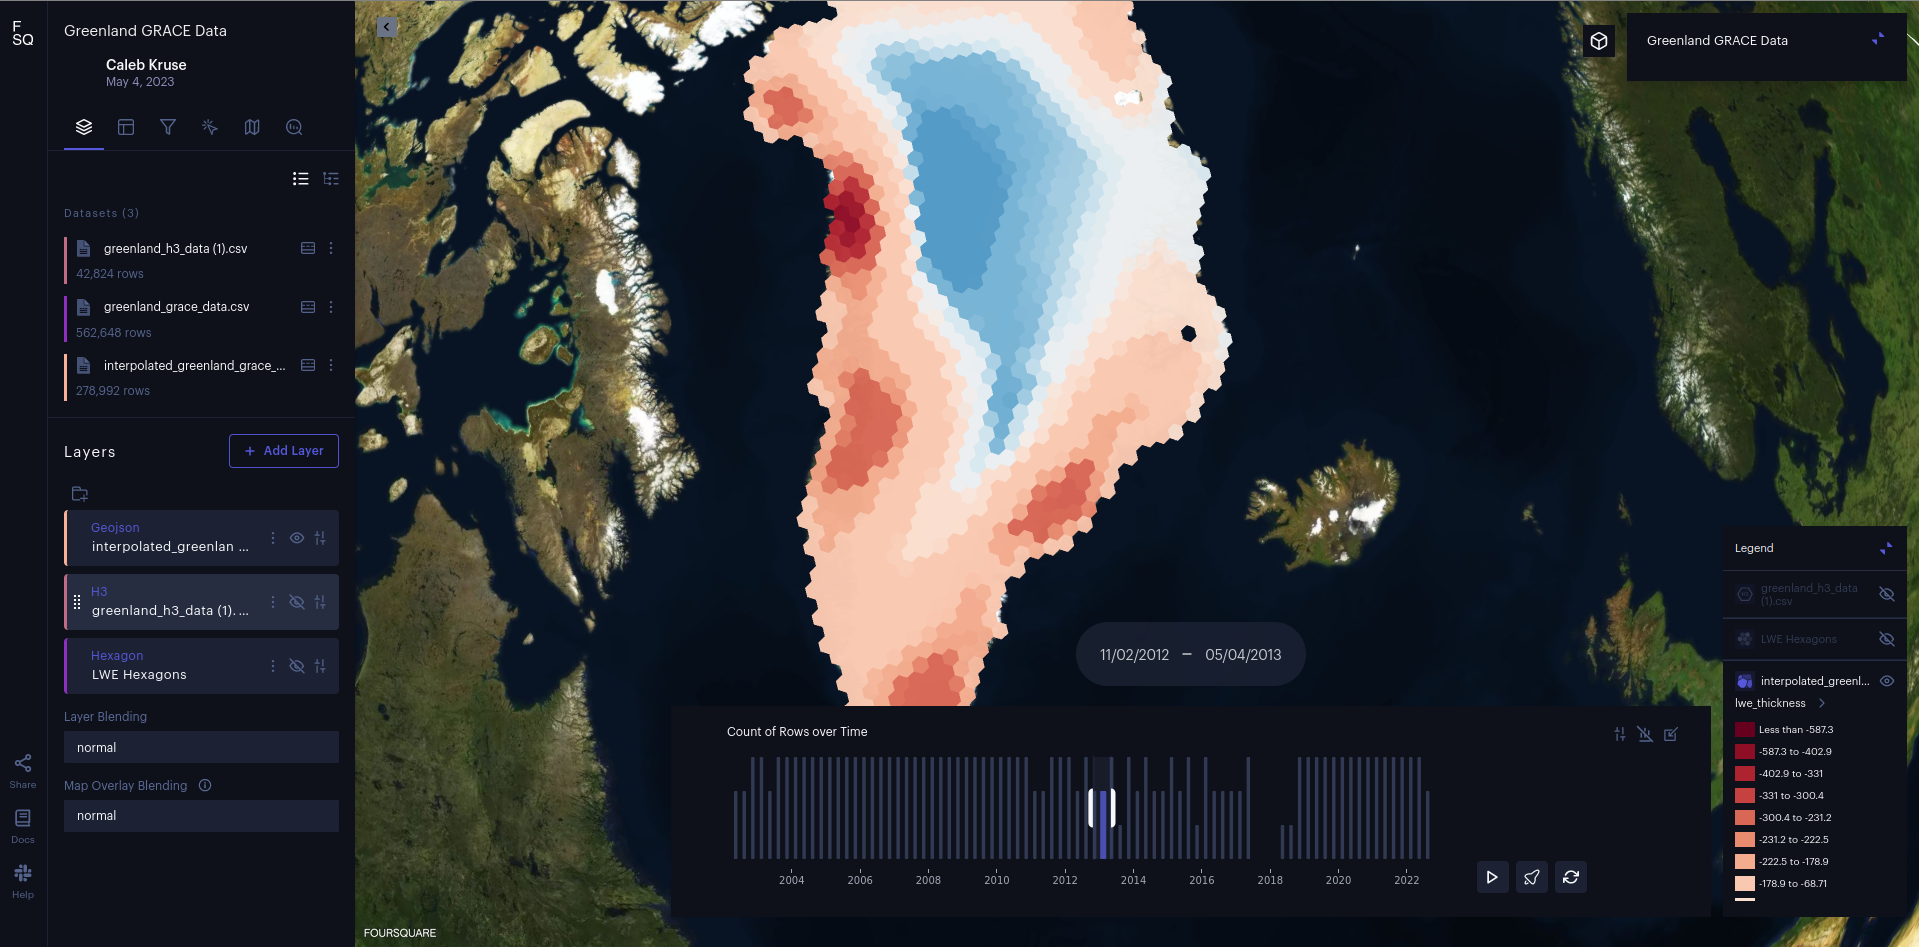 F
SQ
Greenland GRACE Data
Caleb Kruse
May 4, 2023
Datasets (3)
greenland_h3_data (1).csv
42,824 rows
greenland_grace_data.csv
562,648 rows
interpolated_greenland_grace_...
278,992 rows
Layers
+ Add Layer
Geojson
interpolated_greenlan ...
H3
greenland_h3_data (1). ...
Hexagon
LWE Hexagons
Layer Blending
normal
Map Overlay Blending
normal
Share
Docs
Help
Greenland GRACE Data
11/02/2012 – 05/04/2013
Count of Rows over Time
2004 2006 2008 2010 2012 2014 2016 2018 2020 2022
Legend
greenland_h3_data
(1).csv
LWE Hexagons
interpolated_greenl...
lwe_thickness
Less than -587.3
-587.3 to -402.9
-402.9 to -331
-331 to -300.4
-300.4 to -231.2
-231.2 to -222.5
-222.5 to -178.9
-178.9 to -68.71
FOURSQUARE